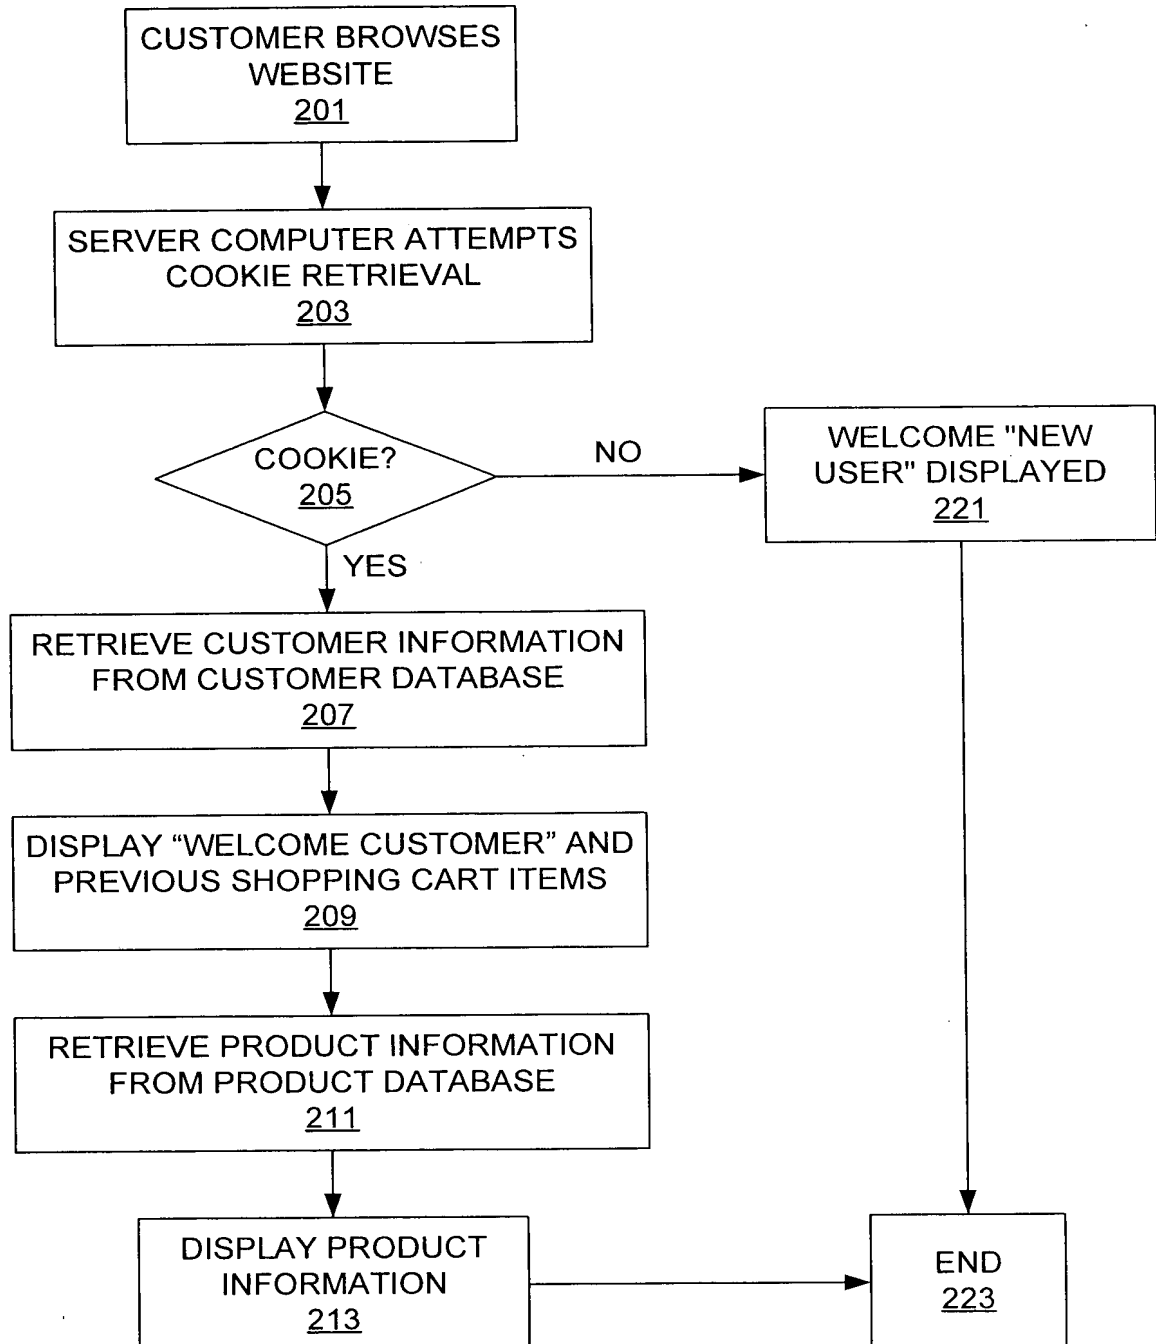 CUSTOMER BROWSES
WEBSITE
201
SERVER COMPUTER ATTEMPTS
COOKIE RETRIEVAL
203
COOKIE?
205
NO
WELCOME "NEW
USER" DISPLAYED
221
YES
RETRIEVE CUSTOMER INFORMATION
FROM CUSTOMER DATABASE
207
DISPLAY “WELCOME CUSTOMER” AND
PREVIOUS SHOPPING CART ITEMS
209
RETRIEVE PRODUCT INFORMATION
FROM PRODUCT DATABASE
211
DISPLAY PRODUCT
INFORMATION
213
END
223